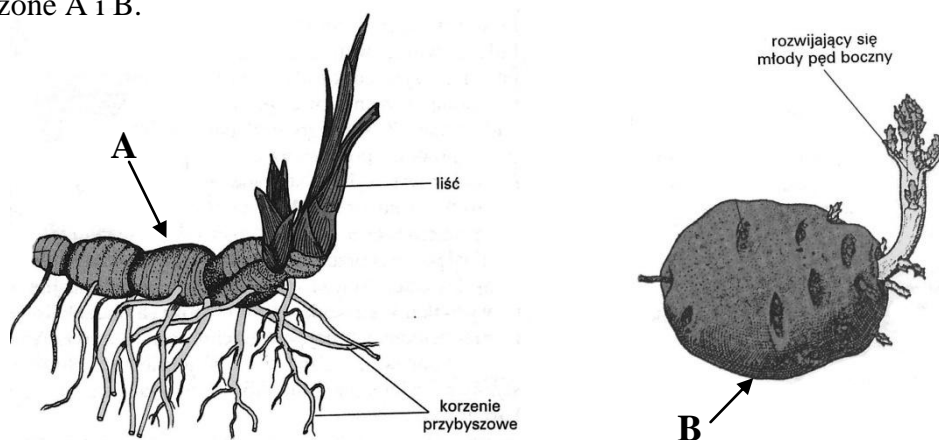 zone A i B.
rozwijający się
młody pęd boczny
A
liść
korzenie
przybyszowe
B